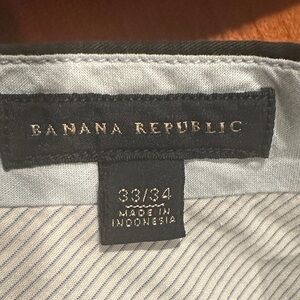 BANANA REPUBLIC
33/34
MADE IN
INDONESIA